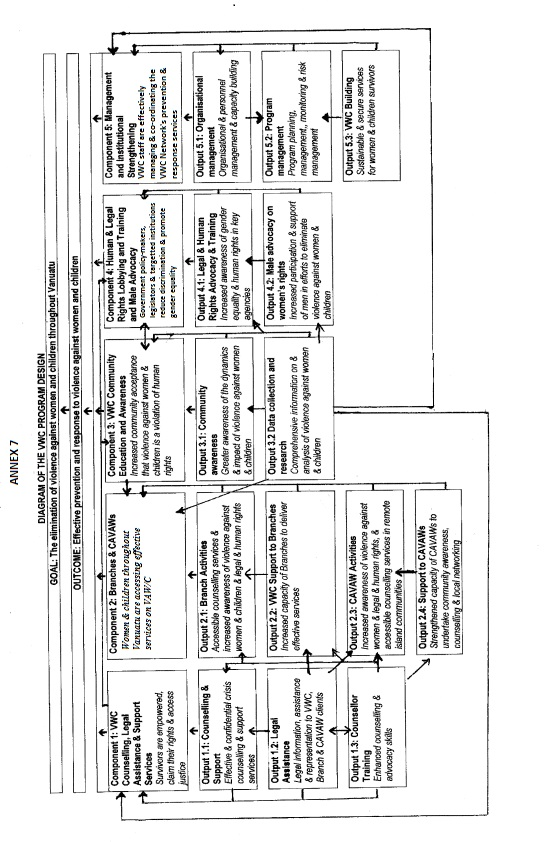 ANNEX 7
DIAGRAM OF THE VWC PROGRAM DESIGN
GOAL: The elimination of violence against women and children throughout Vanuatu
OUTCOME: Effective prevention and response to violence against women and children
Component 1: VWC
Counselling, Legal
Assistance & Support
Services
Survivors are empowered,
claim their rights & access
justice
Output 1.1: Counselling &
Support
Effective & confidential crisis
counselling & support
services
Output 1.2: Legal
Assistance
Legal information, assistance
& representation to VWC,
Branch & CAVAW clients
Output 1.3: Counsellor
Training
Enhanced counselling &
advocacy skills
Component 2: Branches & CAVAWs
Women & children throughout
Vanuatu are accessing effective
services on VAW/C
Output 2.1: Branch Activities
Accessible counselling services &
increased awareness of violence against
women & children & legal & human rights
Output 2.2: VWC Support to Branches
Increased capacity of Branches to deliver
effective services
Output 2.3: CAVAW Activities
Increased awareness of violence against
women & legal & human rights, &
accessible counselling services in remote
island communities
Output 2.4: Support to CAVAWs
Strengthened capacity of CAVAWs to
undertake community awareness,
counselling & local networking
Component 3: VWC Community
Education and Awareness
Increased community acceptance
that violence against women &
children is a violation of human
rights
Output 3.1: Community
awareness
Greater awareness of the dynamics
& impact of violence against women
& children
Output 3.2 Data collection and
research
Comprehensive information on &
analysis of violence against women
& children
Component 4: Human & Legal
Rights Lobbying and Training
and Male Advocacy
Government policy-makers,
legislators & targetted institutions
reduce discrimination & promote
gender equality
Output 4.1: Legal & Human
Rights Advocacy & Training
Increased awareness of gender
equality & human rights in key
agencies
Output 4.2: Male advocacy on
women's rights
Increased participation & support
of men in efforts to eliminate
violence against women &
children
Component 5: Management
and Institutional
Strengthening
VWC staff are effectively
managing & co-ordinating the
VWC Network's prevention &
response services
Output 5.1: Organisational
management
Organisational & personnel
management & capacity building
Output 5.2: Program
management
Program planning,
management,, monitoring & risk
management
Output 5.3: VWC Building
Sustainable & secure services
for women & children survivors